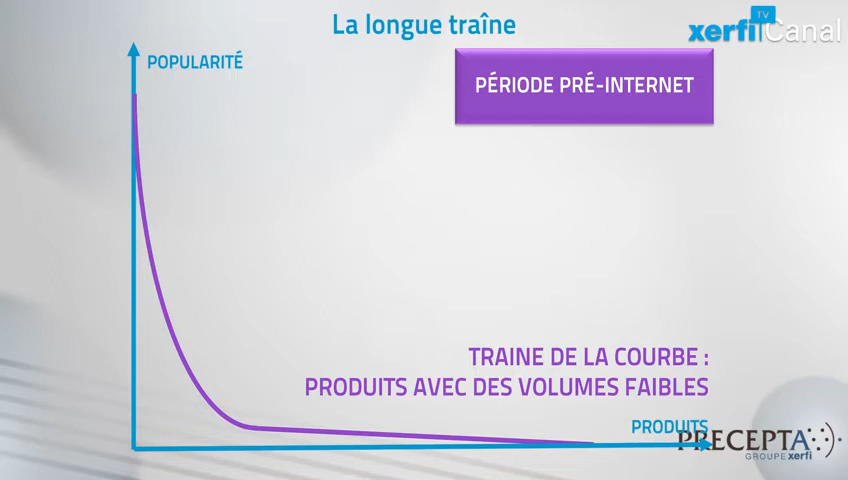 La longue traîne
TV
xerfi Canal
POPULARITÉ
PÉRIODE PRÉ-INTERNET
TRAINE DE LA COURBE :
PRODUITS AVEC DES VOLUMES FAIBLES
PRODUITS
PRECEPTA
GROUPE xerfi